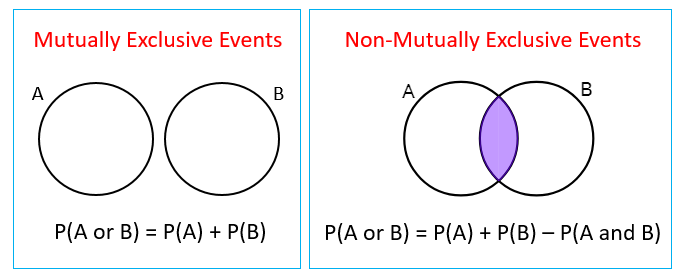 Mutually Exclusive Events
A
B
P(A or B) = P(A) + P(B)
Non-Mutually Exclusive Events
A
B
P(A or B) = P(A) + P(B) – P(A and B)